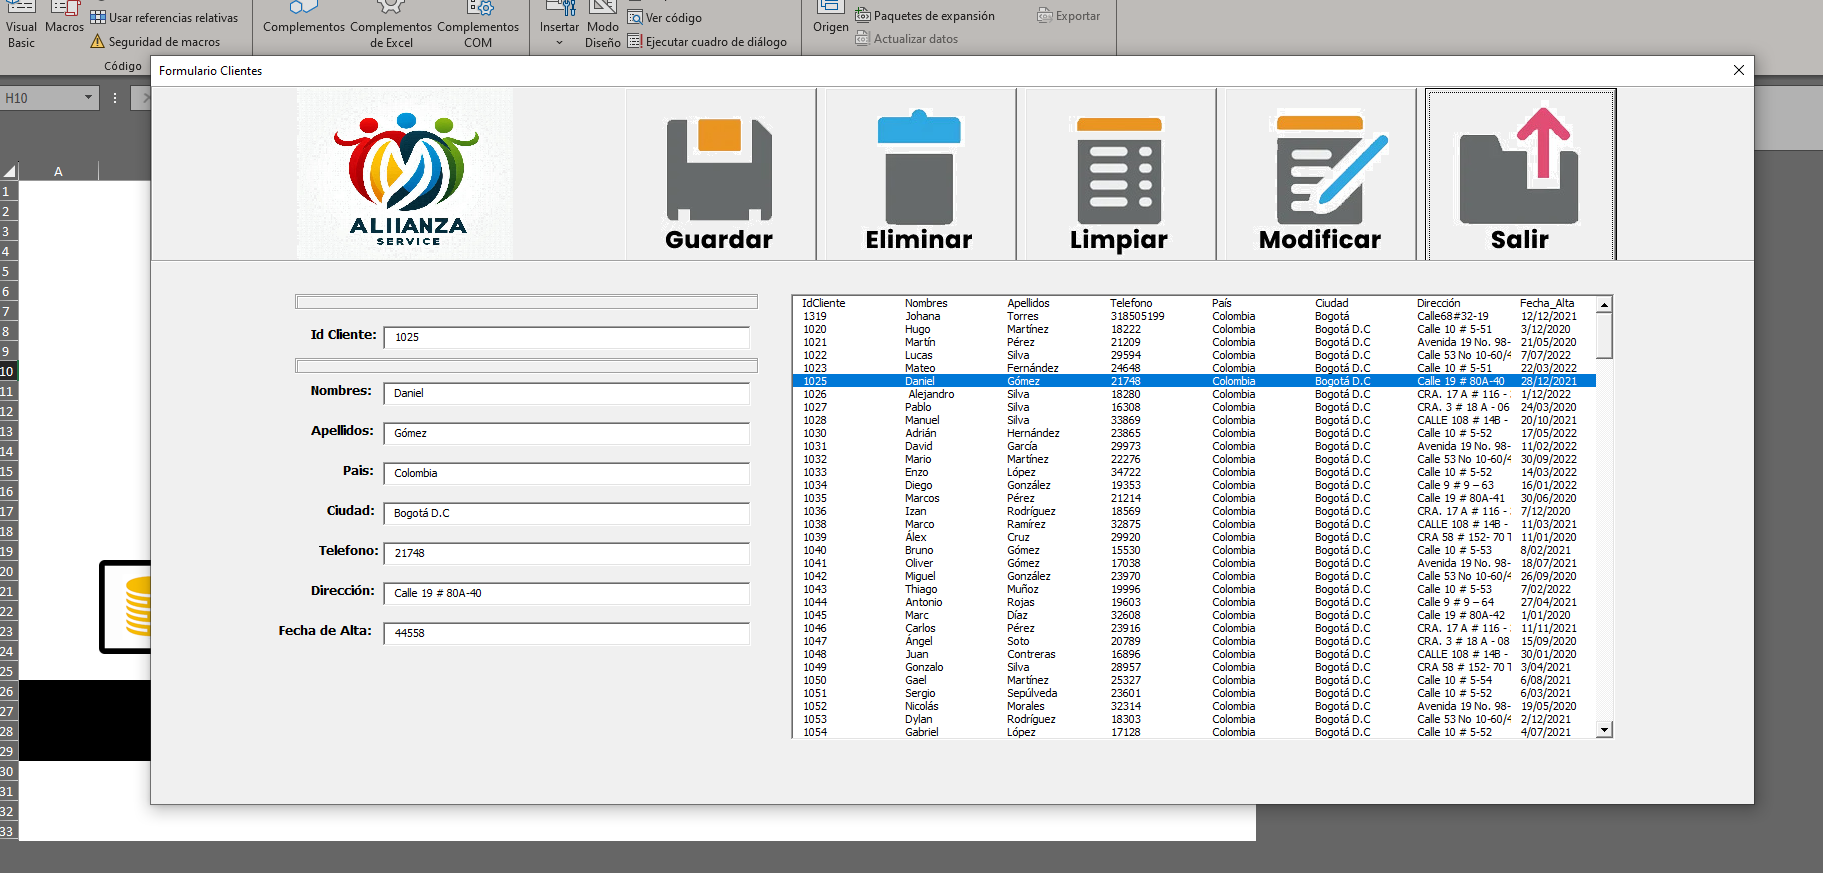 Visual
Basic
Macros
Usar referencias relativas
Seguridad de macros
Código
Complementos
Complementos
de Excel
Complementos
COM
Insertar
Modo
Diseño
Ver código
Ejecutar cuadro de diálogo
Origen
Paquetes de expansión
Actualizar datos
Exportar
H10
Formulario Clientes
ALIIANZA
SERVICE
Guardar
Eliminar
Limpiar
Modificar
Salir
A
1
2
3
4
5
6
7
8
9
10
11
12
13
14
15
16
17
18
19
20
21
22
23
24
25
26
27
28
29
30
31
32
33
Id Cliente: 1025
Nombres: Daniel
Apellidos: Gómez
Pais: Colombia
Ciudad: Bogotá D.C
Telefono: 21748
Dirección: Calle 19 # 80A-40
Fecha de Alta: 44558
IdCliente Nombres Apellidos Telefono País Ciudad Dirección Fecha_Alta
1319 Johana Torres 318505199 Colombia Bogotá Calle68#32-19 12/12/2021
1020 Hugo Martínez 18222 Colombia Bogotá D.C Calle 10 # 5-51 3/12/2020
1021 Martín Pérez 21209 Colombia Bogotá D.C Avenida 19 No. 98- 21/05/2020
1022 Lucas Silva 29594 Colombia Bogotá D.C Calle 53 No 10-60/4 7/07/2022
1023 Mateo Fernández 24648 Colombia Bogotá D.C Calle 10 # 5-51 22/03/2022
1025 Daniel Gómez 21748 Colombia Bogotá D.C Calle 19 # 80A-40 28/12/2021
1026 Alejandro Silva 18280 Colombia Bogotá D.C CRA. 17 A # 116 - 1/12/2022
1027 Pablo Silva 16308 Colombia Bogotá D.C CRA. 3 # 18 A - 06 24/03/2020
1028 Manuel Silva 33869 Colombia Bogotá D.C CALLE 108 # 14B - 20/10/2021
1030 Adrián Hernández 23865 Colombia Bogotá D.C Calle 10 # 5-52 17/05/2022
1031 David García 29973 Colombia Bogotá D.C Avenida 19 No. 98- 11/02/2022
1032 Mario Martínez 22276 Colombia Bogotá D.C Calle 53 No 10-60/4 30/09/2022
1033 Enzo López 34722 Colombia Bogotá D.C Calle 10 # 5-52 14/03/2022
1034 Diego González 19353 Colombia Bogotá D.C Calle 9 # 9 – 63 16/01/2022
1035 Marcos Pérez 21214 Colombia Bogotá D.C Calle 19 # 80A-41 30/06/2020
1036 Izan Rodríguez 18569 Colombia Bogotá D.C CRA. 17 A # 116 - 7/12/2020
1038 Marco Ramírez 32875 Colombia Bogotá D.C CALLE 108 # 14B - 11/03/2021
1039 Álex Cruz 29920 Colombia Bogotá D.C CRA 58 # 152- 70 T 11/01/2020
1040 Bruno Gómez 15530 Colombia Bogotá D.C Calle 10 # 5-53 8/02/2021
1041 Oliver Gómez 17038 Colombia Bogotá D.C Avenida 19 No. 98- 18/07/2021
1042 Miguel González 23970 Colombia Bogotá D.C Calle 53 No 10-60/4 26/09/2020
1043 Thiago Muñoz 19996 Colombia Bogotá D.C Calle 10 # 5-53 7/02/2022
1044 Antonio Rojas 19603 Colombia Bogotá D.C Calle 9 # 9 – 64 27/04/2021
1045 Marc Díaz 32608 Colombia Bogotá D.C Calle 19 # 80A-42 1/01/2020
1046 Carlos Pérez 23916 Colombia Bogotá D.C CRA. 17 A # 116 - 11/11/2021
1047 Ángel Soto 20789 Colombia Bogotá D.C CRA. 3 # 18 A - 08 15/09/2020
1048 Juan Contreras 16896 Colombia Bogotá D.C CALLE 108 # 14B - 30/01/2020
1049 Gonzalo Silva 28957 Colombia Bogotá D.C CRA 58 # 152- 70 T 3/04/2021
1050 Gael Martínez 25327 Colombia Bogotá D.C Calle 10 # 5-54 6/08/2021
1051 Sergio Sepúlveda 23601 Colombia Bogotá D.C Calle 10 # 5-52 6/03/2021
1052 Nicolás Morales 32314 Colombia Bogotá D.C Avenida 19 No. 98- 19/05/2020
1053 Dylan Rodríguez 18303 Colombia Bogotá D.C Calle 53 No 10-60/4 2/12/2021
1054 Gabriel López 17128 Colombia Bogotá D.C Calle 10 # 5-52 4/07/2021